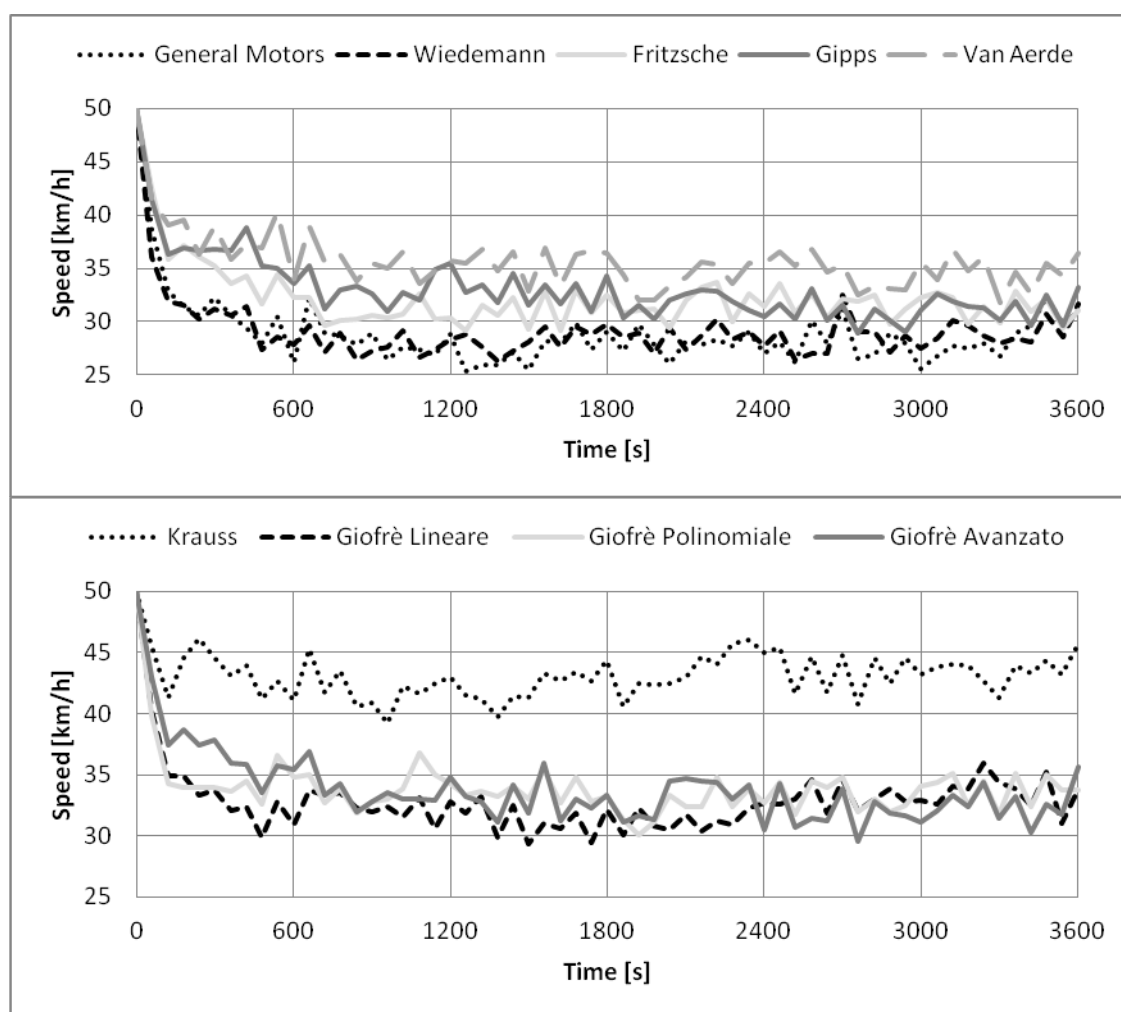 General Motors Wiedemann Fritzsche Gipps Van Aerde
50
45
40
35
30
25
Speed [km/h]
0 600 1200 1800 2400 3000 3600
Time [s]
Krauss Giofrè Lineare Giofrè Polinomiale Giofrè Avanzato
50
45
40
35
30
25
Speed [km/h]
0 600 1200 1800 2400 3000 3600
Time [s]